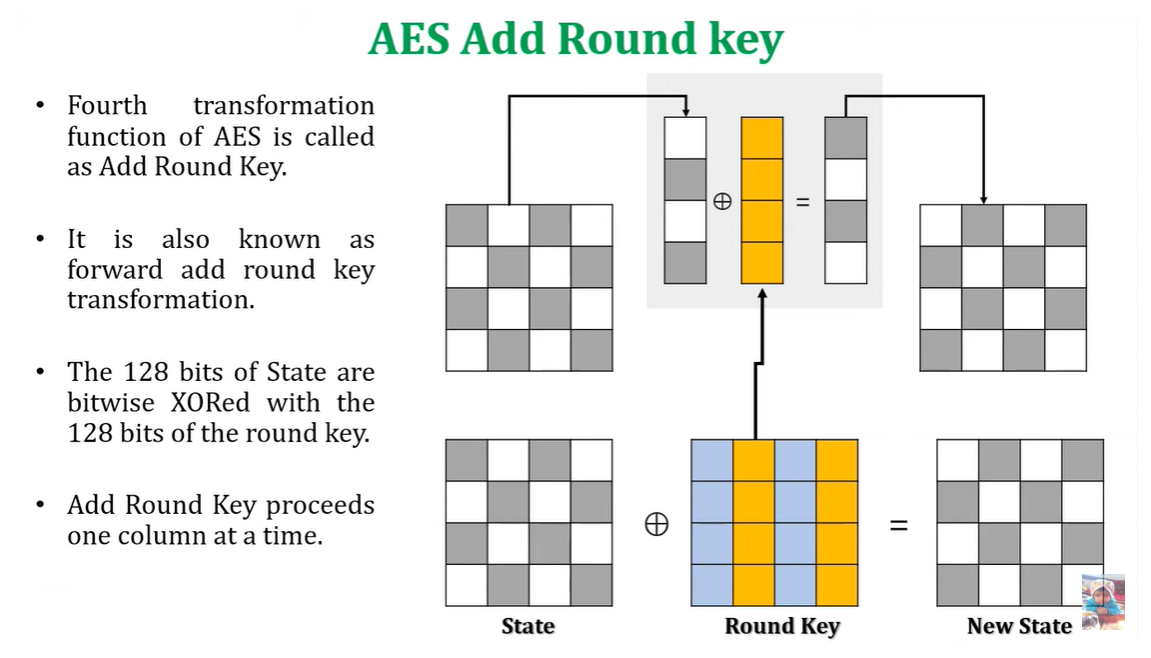 AES Add Round key
• Fourth transformation
function of AES is called
as Add Round Key.
• It is also known as
forward add round key
transformation.
• The 128 bits of State are
bitwise XORed with the
128 bits of the round key.
• Add Round Key proceeds
one column at a time.
⊕ =
⊕ =
State Round Key New State